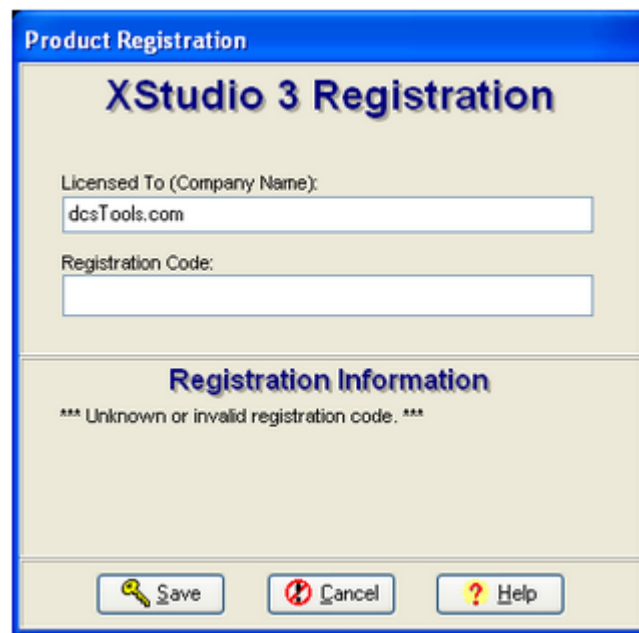 Product Registration
XStudio 3 Registration
Licensed To (Company Name):
dcsTools.com
Registration Code:
Registration Information
*** Unknown or invalid registration code. ***
Save Cancel Help